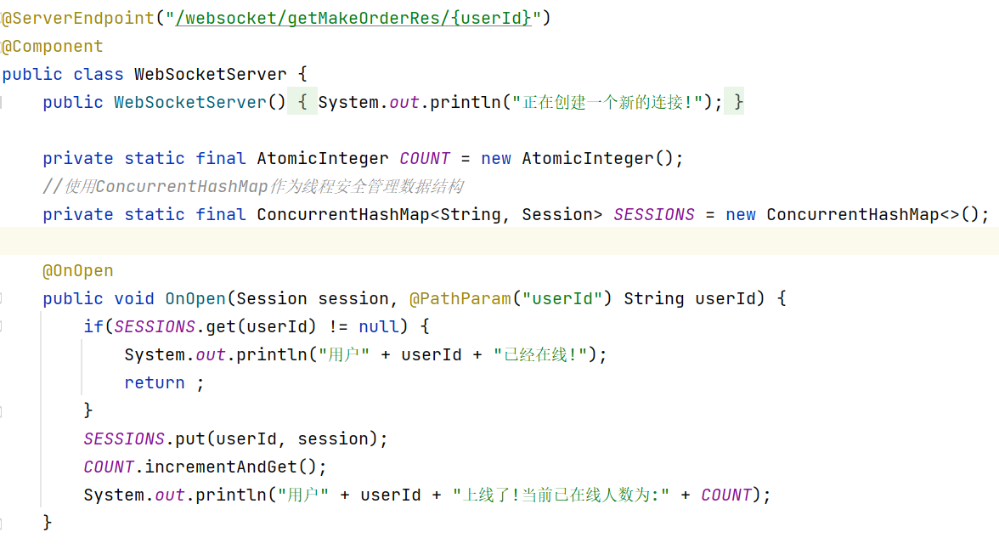 @ServerEndpoint("/websocket/getMakeOrderRes/{userId}")
@Component
public class WebSocketServer {
    public WebSocketServer() { System.out.println("正在创建一个新的连接!"); }

    private static final AtomicInteger COUNT = new AtomicInteger();
    //使用ConcurrentHashMap作为线程安全管理数据结构
    private static final ConcurrentHashMap<String, Session> SESSIONS = new ConcurrentHashMap<>();

    @OnOpen
    public void OnOpen(Session session, @PathParam("userId") String userId) {
        if(SESSIONS.get(userId) != null) {
            System.out.println("用户" + userId + "已经在线!");
            return ;
        }
        SESSIONS.put(userId, session);
        COUNT.incrementAndGet();
        System.out.println("用户" + userId + "上线了!当前已在线人数为:" + COUNT);
    }